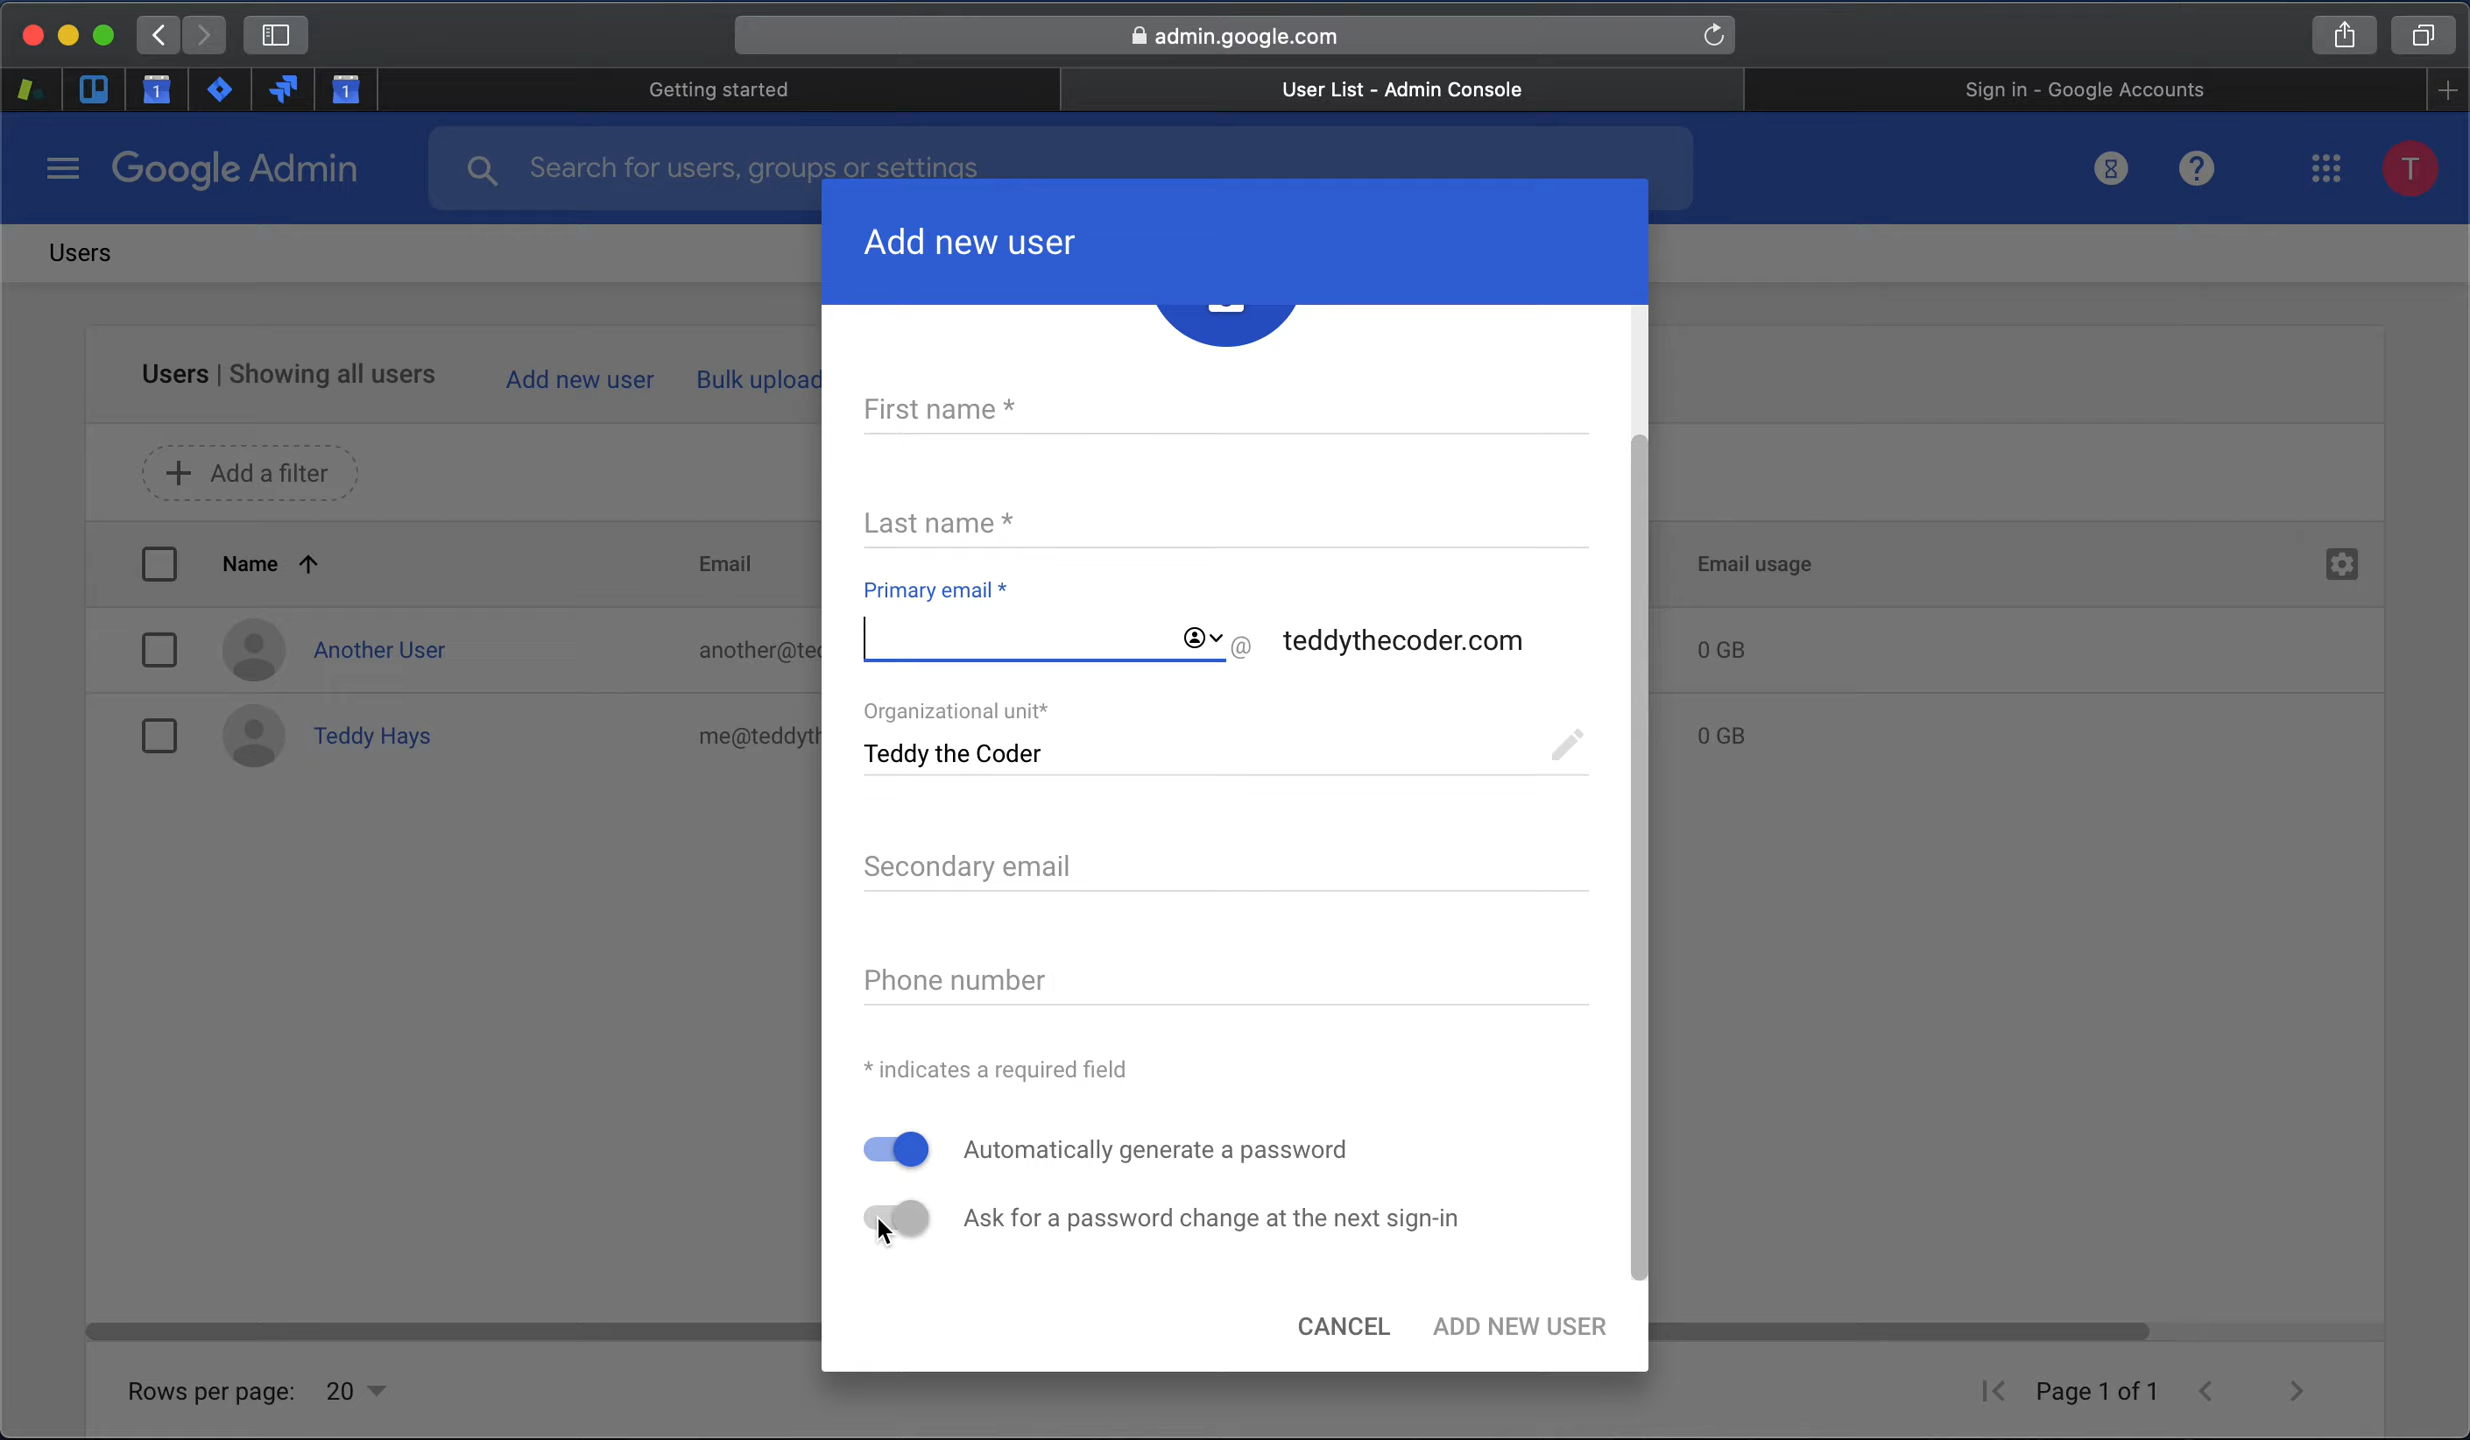 admin.google.com
1
1
Getting started
User List - Admin Console
Sign in - Google Accounts
Google Admin
Search for users, groups or settings
?
T
Users
Add new user
Users | Showing all users
Add new user
Bulk upload
Add a filter
Name
Email
Email usage
Another User
another@ted
0 GB
Teddy Hays
me@teddyth
0 GB
First name *
Last name *
Primary email *
@ teddythecoder.com
Organizational unit*
Teddy the Coder
Secondary email
Phone number
* indicates a required field
Automatically generate a password
Ask for a password change at the next sign-in
CANCEL
ADD NEW USER
Rows per page: 20
Page 1 of 1